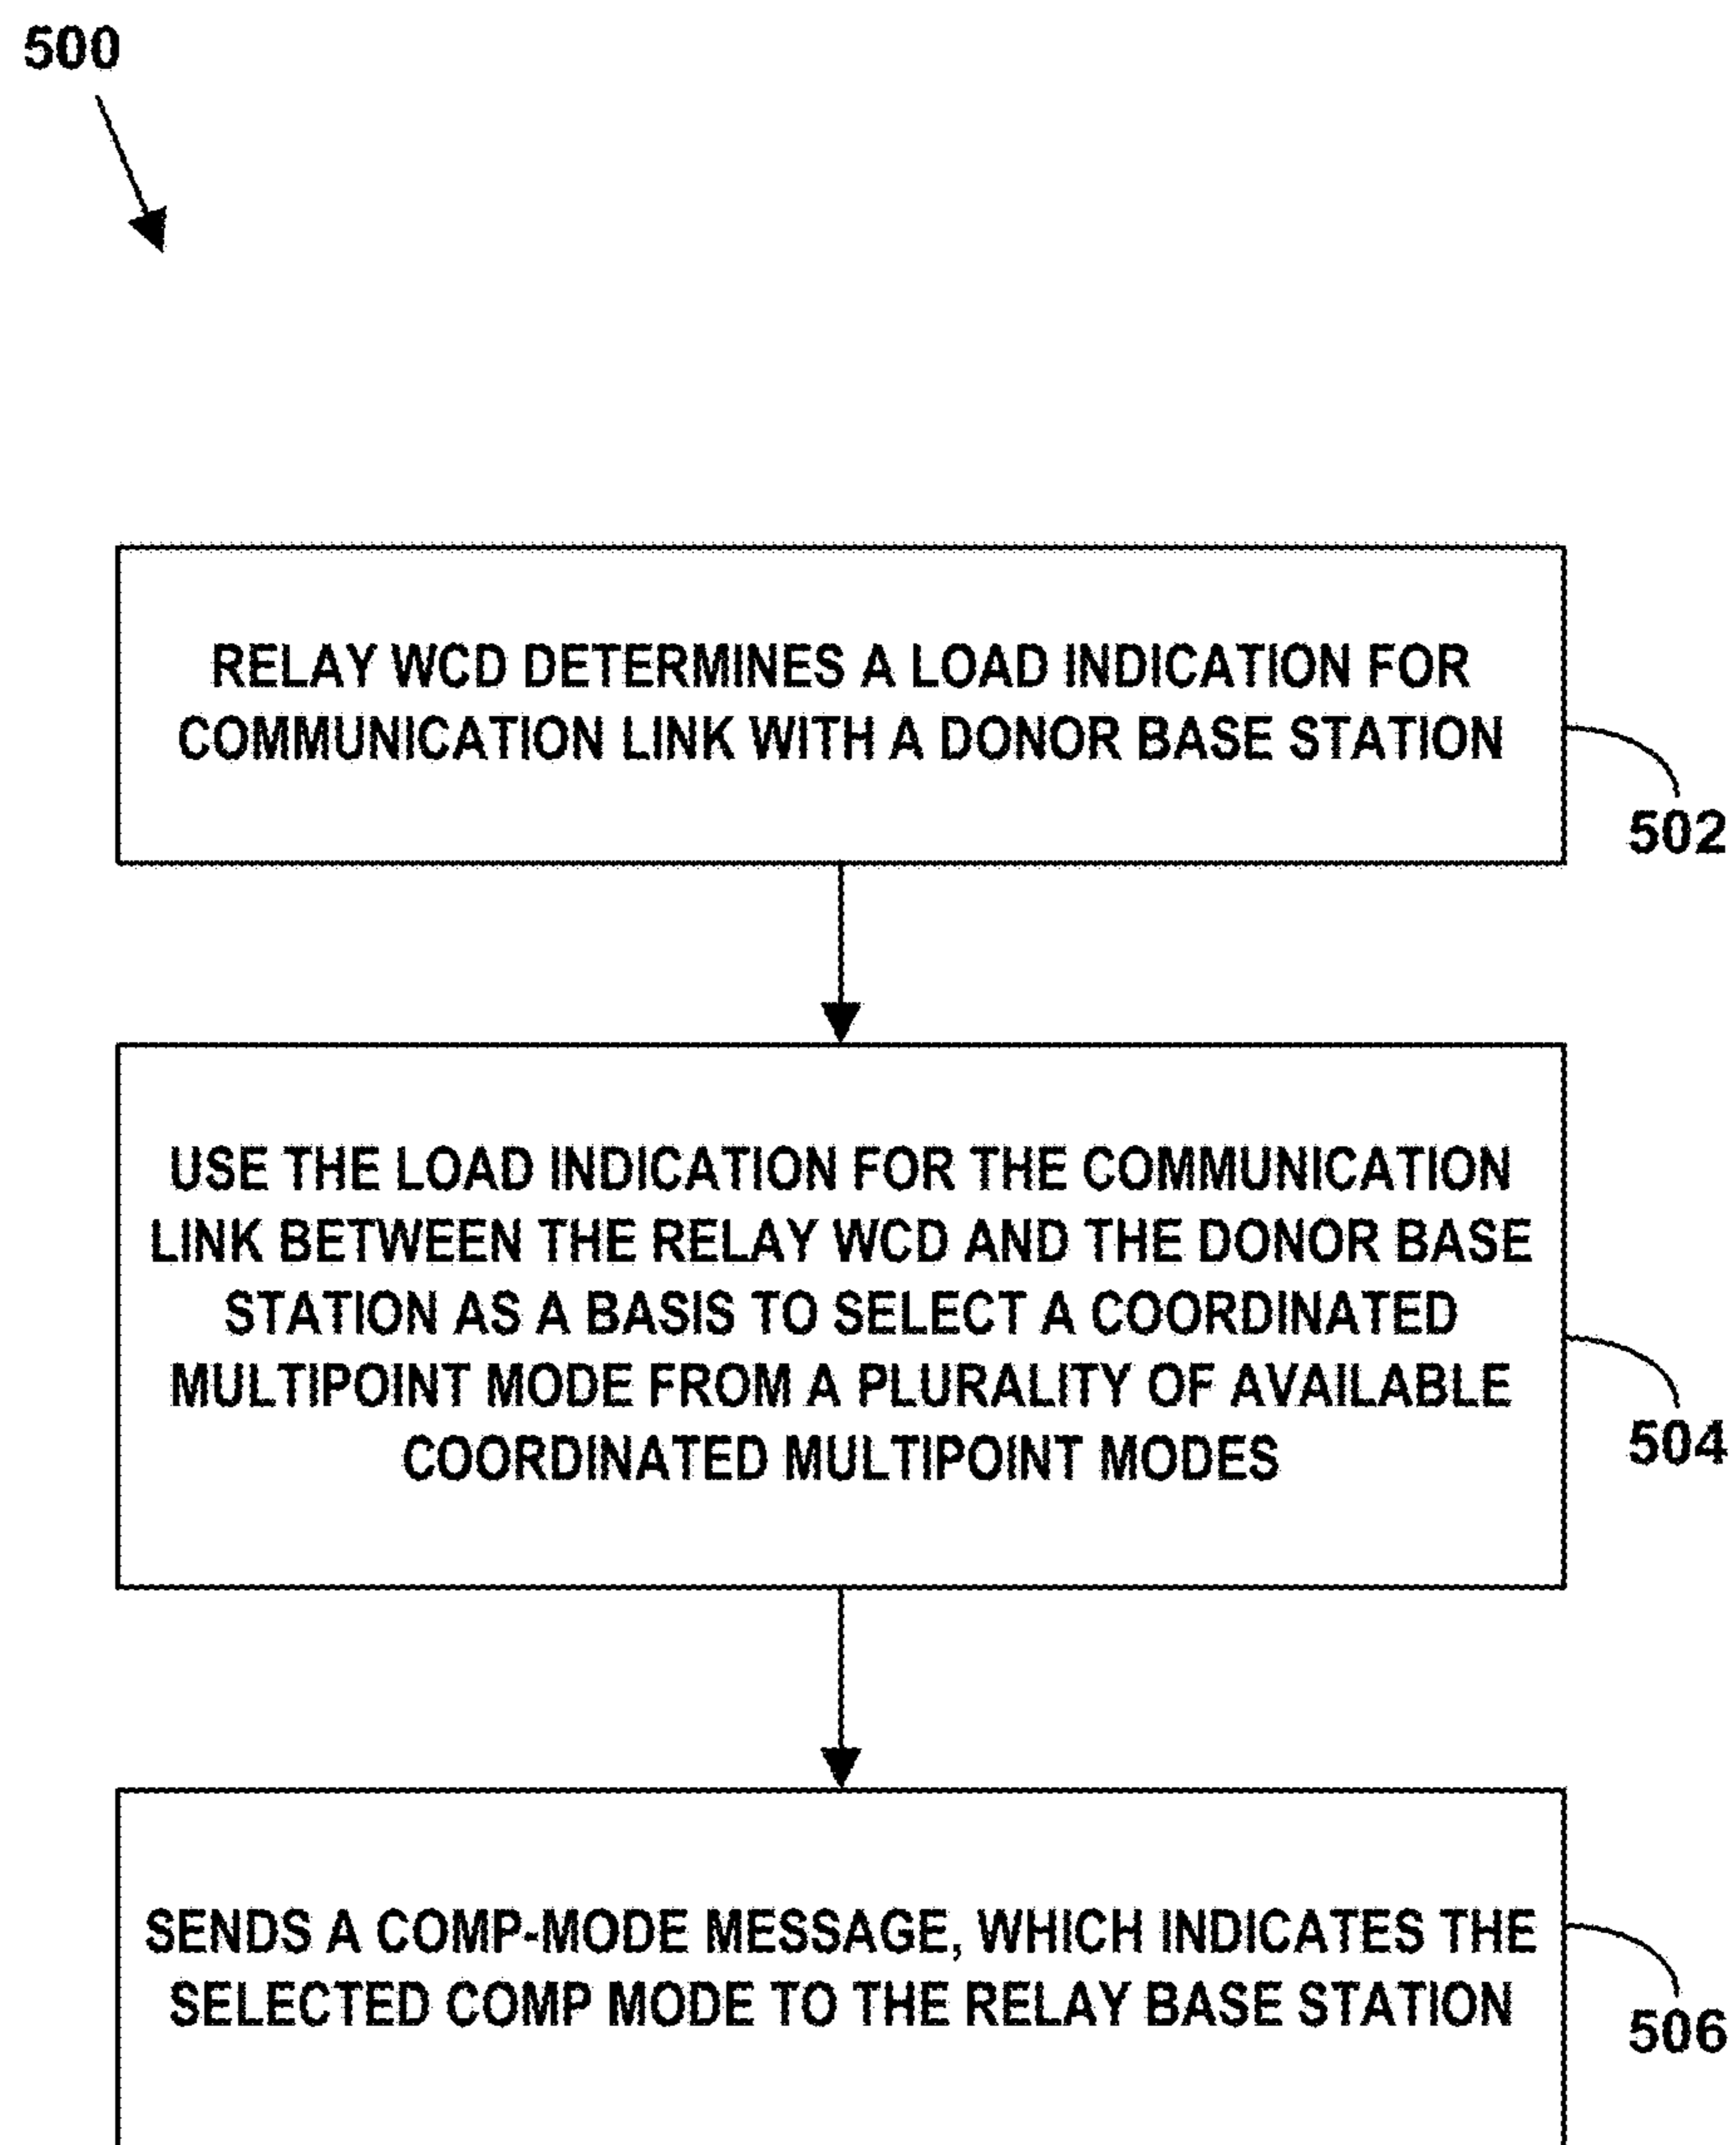 500
RELAY WCD DETERMINES A LOAD INDICATION FOR
COMMUNICATION LINK WITH A DONOR BASE STATION
502
USE THE LOAD INDICATION FOR THE COMMUNICATION
LINK BETWEEN THE RELAY WCD AND THE DONOR BASE
STATION AS A BASIS TO SELECT A COORDINATED
MULTIPOINT MODE FROM A PLURALITY OF AVAILABLE
COORDINATED MULTIPOINT MODES
504
SENDS A COMP-MODE MESSAGE, WHICH INDICATES THE
SELECTED COMP MODE TO THE RELAY BASE STATION
506